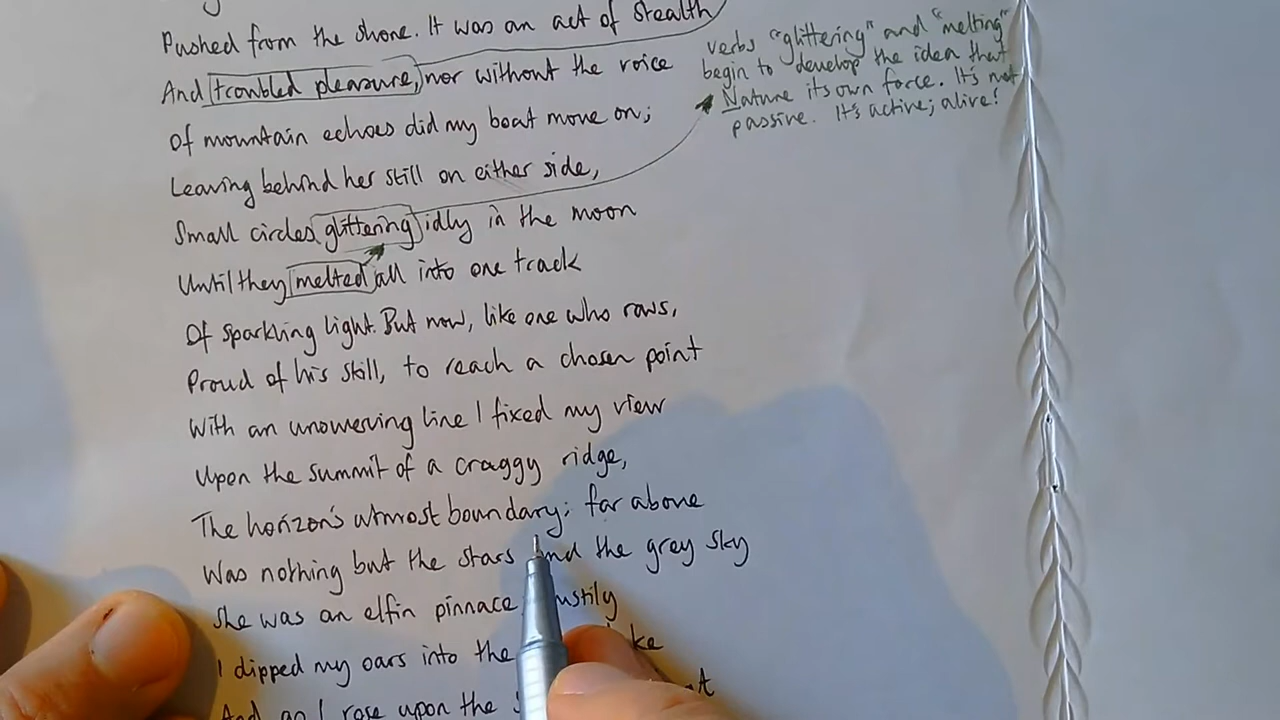 Pushed from the shore. It was an act of stealth
And troubled pleasure, nor without the voice
Of mountain echoes did my boat move on;
Leaving behind her still on either side,
Small circles glittering idly in the moon
Until they melted all into one track
Of sparkling light. But now, like one who rows,
Proud of his skill, to reach a chosen point
With an unswerving line I fixed my view
Upon the summit of a craggy ridge,
The horizon's utmost boundary; far above
Was nothing but the stars and the grey sky
She was an elfin pinnace
I dipped my oars into the
And as I rose upon the
verbs "glittering" and "melting"
begin to develop the idea that
Nature its own force. It's not
passive. It's active; alive!